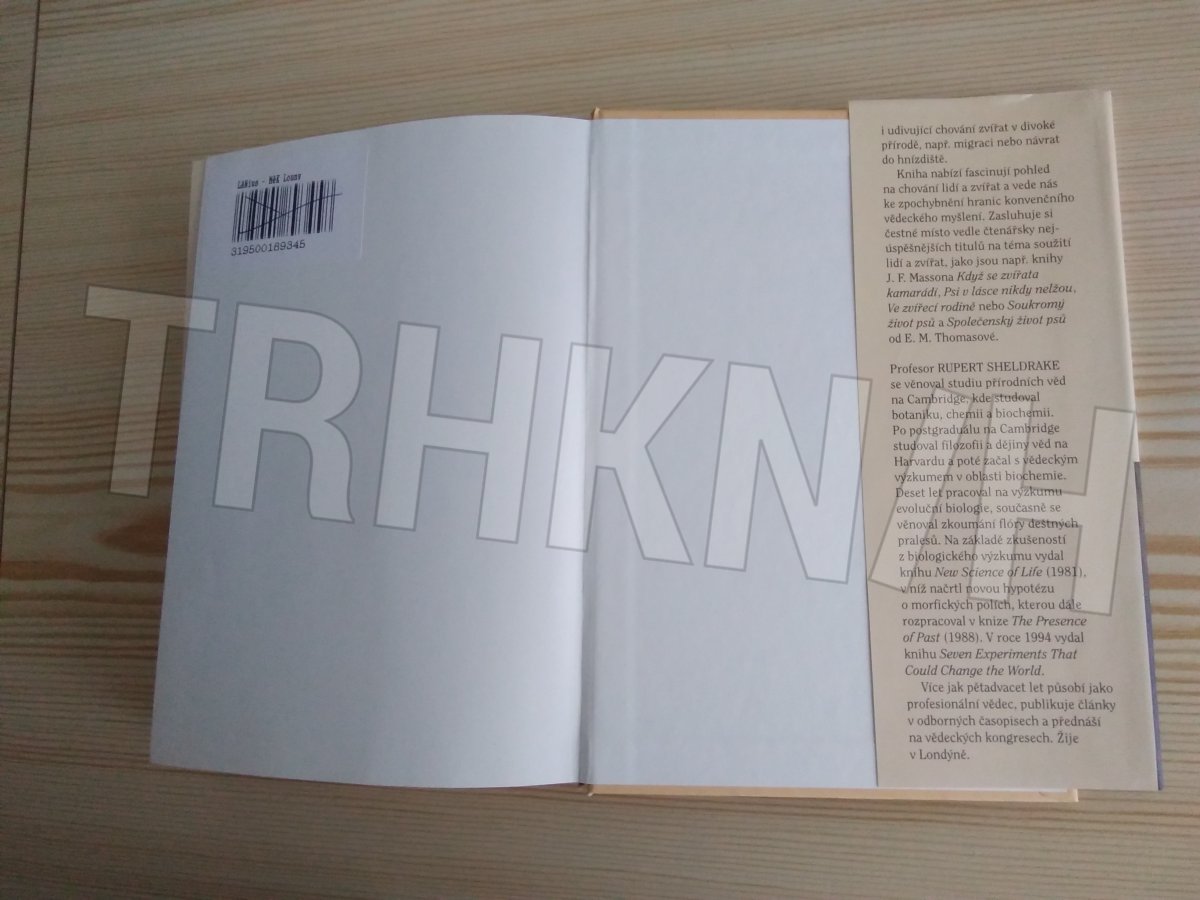 LANius - MěK Louny
319500189345
i udivující chování zvířat v divoké
přírodě, např. migraci nebo návrat
do hnízdiště.
Kniha nabízí fascinují pohled
na chování lidí a zvířat a vede nás
ke zpochybnění hranic konvenčního
vědeckého myšlení. Zasluhuje si
čestné místo vedle čtenářsky nej-
úspěšnějších titulů na téma soužití
lidí a zvířat, jako jsou např. knihy
J. F. Massona Když se zvířata
kamarádí, Psi v lásce nikdy nelžou,
Ve zvířecí rodině nebo Soukromý
život psů a Společenský život psů
od E. M. Thomasové.
Profesor RUPERT SHELDRAKE
se věnoval studiu přírodních věd
na Cambridge, kde studoval
botaniku, chemii a biochemii.
Po postgraduálu na Cambridge
studoval filozofii a dějiny věd na
Harvardu a poté začal s vědeckým
výzkumem v oblasti biochemie.
Deset let pracoval na výzkumu
evoluční biologie, současně se
věnoval zkoumání flóry deštných
pralesů. Na základě zkušeností
z biologického výzkumu vydal
knihu New Science of Life (1981),
v níž načrtl novou hypotézu
o morfických polích, kterou dále
rozpracoval v knize The Presence
of Past (1988). V roce 1994 vydal
knihu Seven Experiments That
Could Change the World.
Více jak pětadvacet let působí jako
profesionální vědec, publikuje články
v odborných časopisech a přednáší
na vědeckých kongresech. Žije
v Londýně.
TRHKNIH